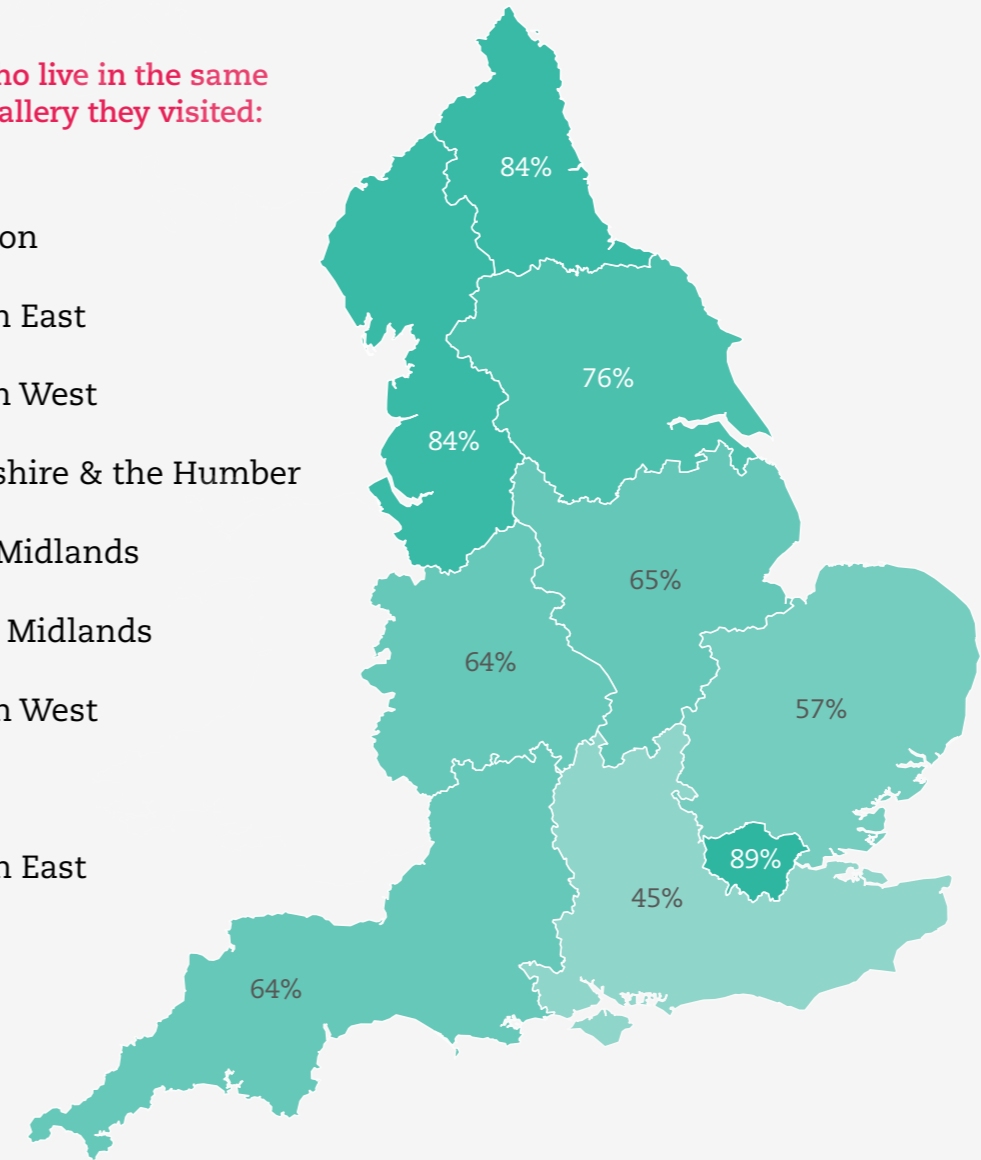 no live in the same
allery they visited:
on
n East
n West
shire & the Humber
Midlands
Midlands
n West
n East
84%
76%
84%
65%
64%
57%
89%
45%
64%